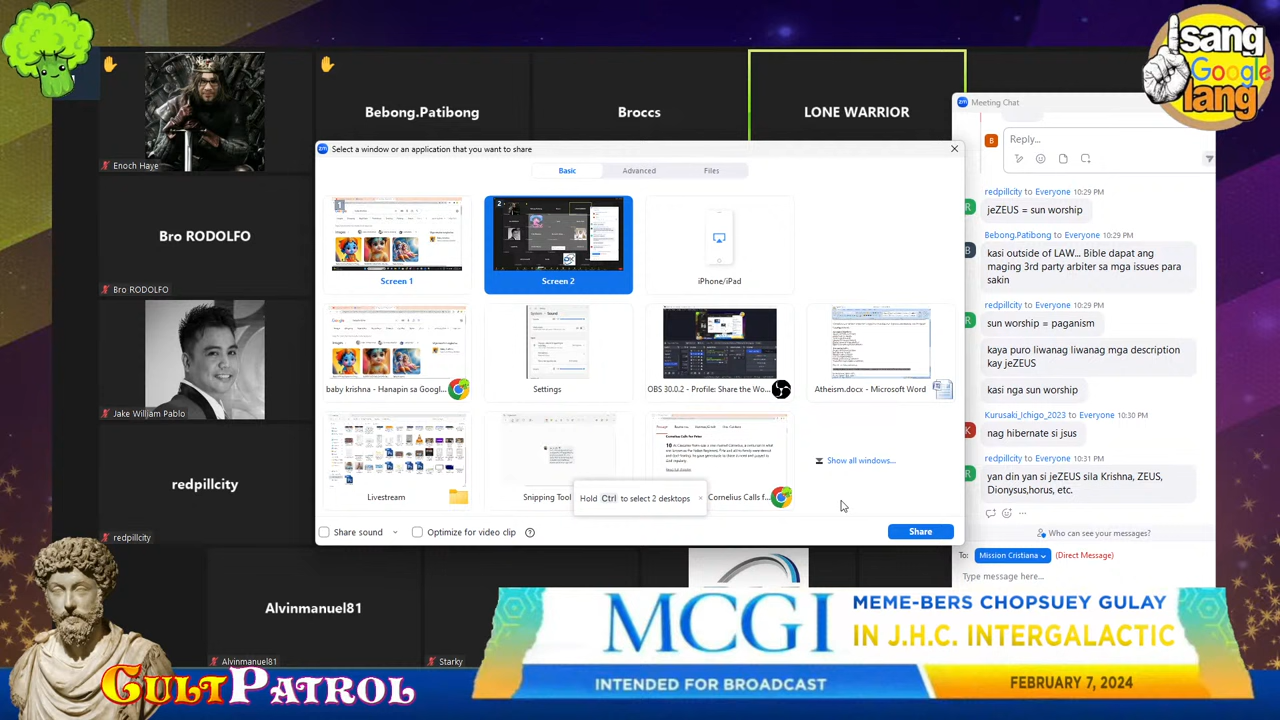 Isang
Google
lang
Enoch Haye
Bebong.Patibong
Broccs
LONE WARRIOR
Bro RODOLFO
Bro RODOLFO
Jake William Pablo
redpillcity
redpillcity
Alvinmanuel81
Alvinmanuel81
Starky
Select a window or an application that you want to share
Basic
Advanced
Files
Screen 1
Screen 2
iPhone/iPad
baby krishna - Hanapin sa Googl...
Settings
OBS 30.0.2 - Profile: Share the Wo...
Atheism.docx - Microsoft Word
Livestream
Snipping Tool
Cornelius Calls f...
Show all windows...
Hold Ctrl to select 2 desktops
Share sound
Optimize for video clip
Share
Meeting Chat
Reply...
redpillcity to Everyone 10:29 PM
jeZEUS = sun worship
Bebong.Patibong to Everyone 10:29 PM
kasi outside of LAW... Bible dapat ang
maging 3rd party arbiter sa mga issues para
sakin
redpillcity to Everyone 10:29 PM
sun worship = paganism
kaya puro liwanag liwanag mga description
kay jeZEUS
kasi nga sun worship
Kurusaki_Ichigo_2023 to Everyone 10:30 PM
nag hibernate si jsus
redpillcity to Everyone 10:31 PM
yan din yan si jeZEUS sila Krishna, ZEUS,
Dionysus,horus, etc.
Who can see your messages?
To: Mission Cristiana (Direct Message)
Type message here...
CULTPATROL
MCGI
MEME-BERS CHOPSUEY GULAY
IN J.H.C. INTERGALACTIC
INTENDED FOR BROADCAST
FEBRUARY 7, 2024